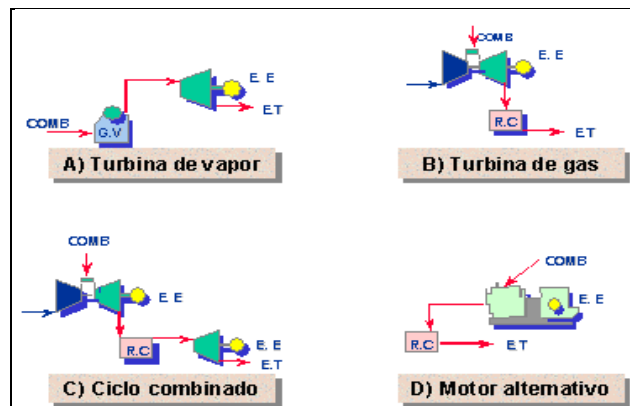 COMB
G.V
E. E
E.T
A) Turbina de vapor
COMB
E. E
R.C
E.T
B) Turbina de gas
COMB
E. E
R.C
E. E
E.T
C) Ciclo combinado
COMB
E. E
R.C
E.T
D) Motor alternativo